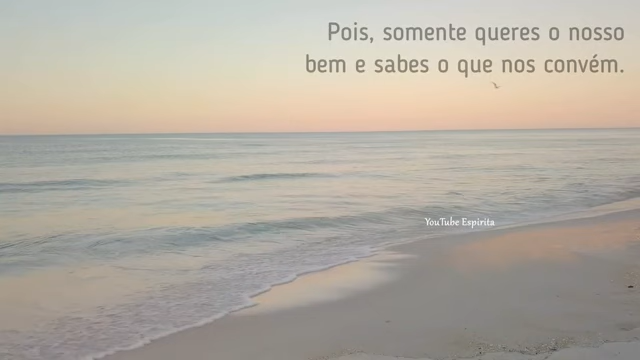 Pois, somente queres o nosso
bem e sabes o que nos convém.
YouTube Espirita